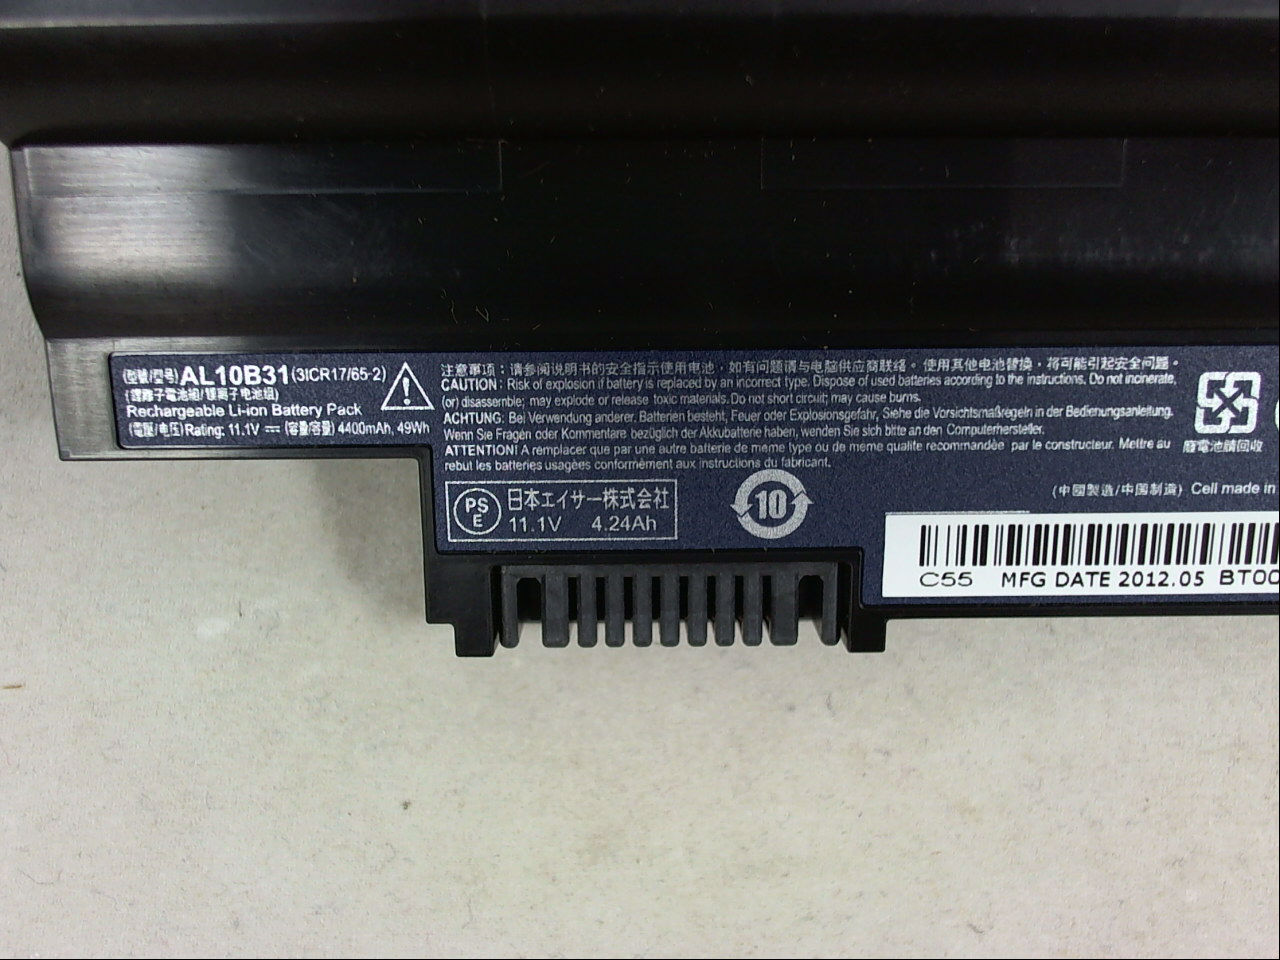 (型號/型号)AL10B31(3ICR17/65-2)
(鋰離子電池組/锂离子电池组)
Rechargeable Li-ion Battery Pack
(電壓/电压)Rating: 11.1V ⎓ (容量/容量) 4400mAh, 49Wh
注意事项：请参阅说明书的安全指示使用电池，如有问题请与电脑供应商联络。使用其他电池替换，将可能引起安全问题。
CAUTION: Risk of explosion if battery is replaced by an incorrect type. Dispose of used batteries according to the instructions. Do not incinerate,
(or) disassemble; may explode or release toxic materials. Do not short circuit; may cause burns.
ACHTUNG: Bei Verwendung anderer. Batterien besteht, Feuer oder Explosionsgefahr, Siehe die Vorsichtsmaßregeln in der Bedienungsanleitung.
Wenn Sie Fragen oder Kommentare bezüglich der Akkubatterie haben, wenden Sie sich bitte an den Computerhersteller.
ATTENTION! A remplacer que par une autre batterie de meme type ou de meme qualite recommandée par le constructeur. Mettre au
rebut les batteries usagées conformèment aux instructions du fabricant.
廢電池請回收
PS
E
日本エイサー株式会社
11.1V 4.24Ah
10
(中國製造/中国制造) Cell made in
C55 MFG DATE 2012.05 BT00